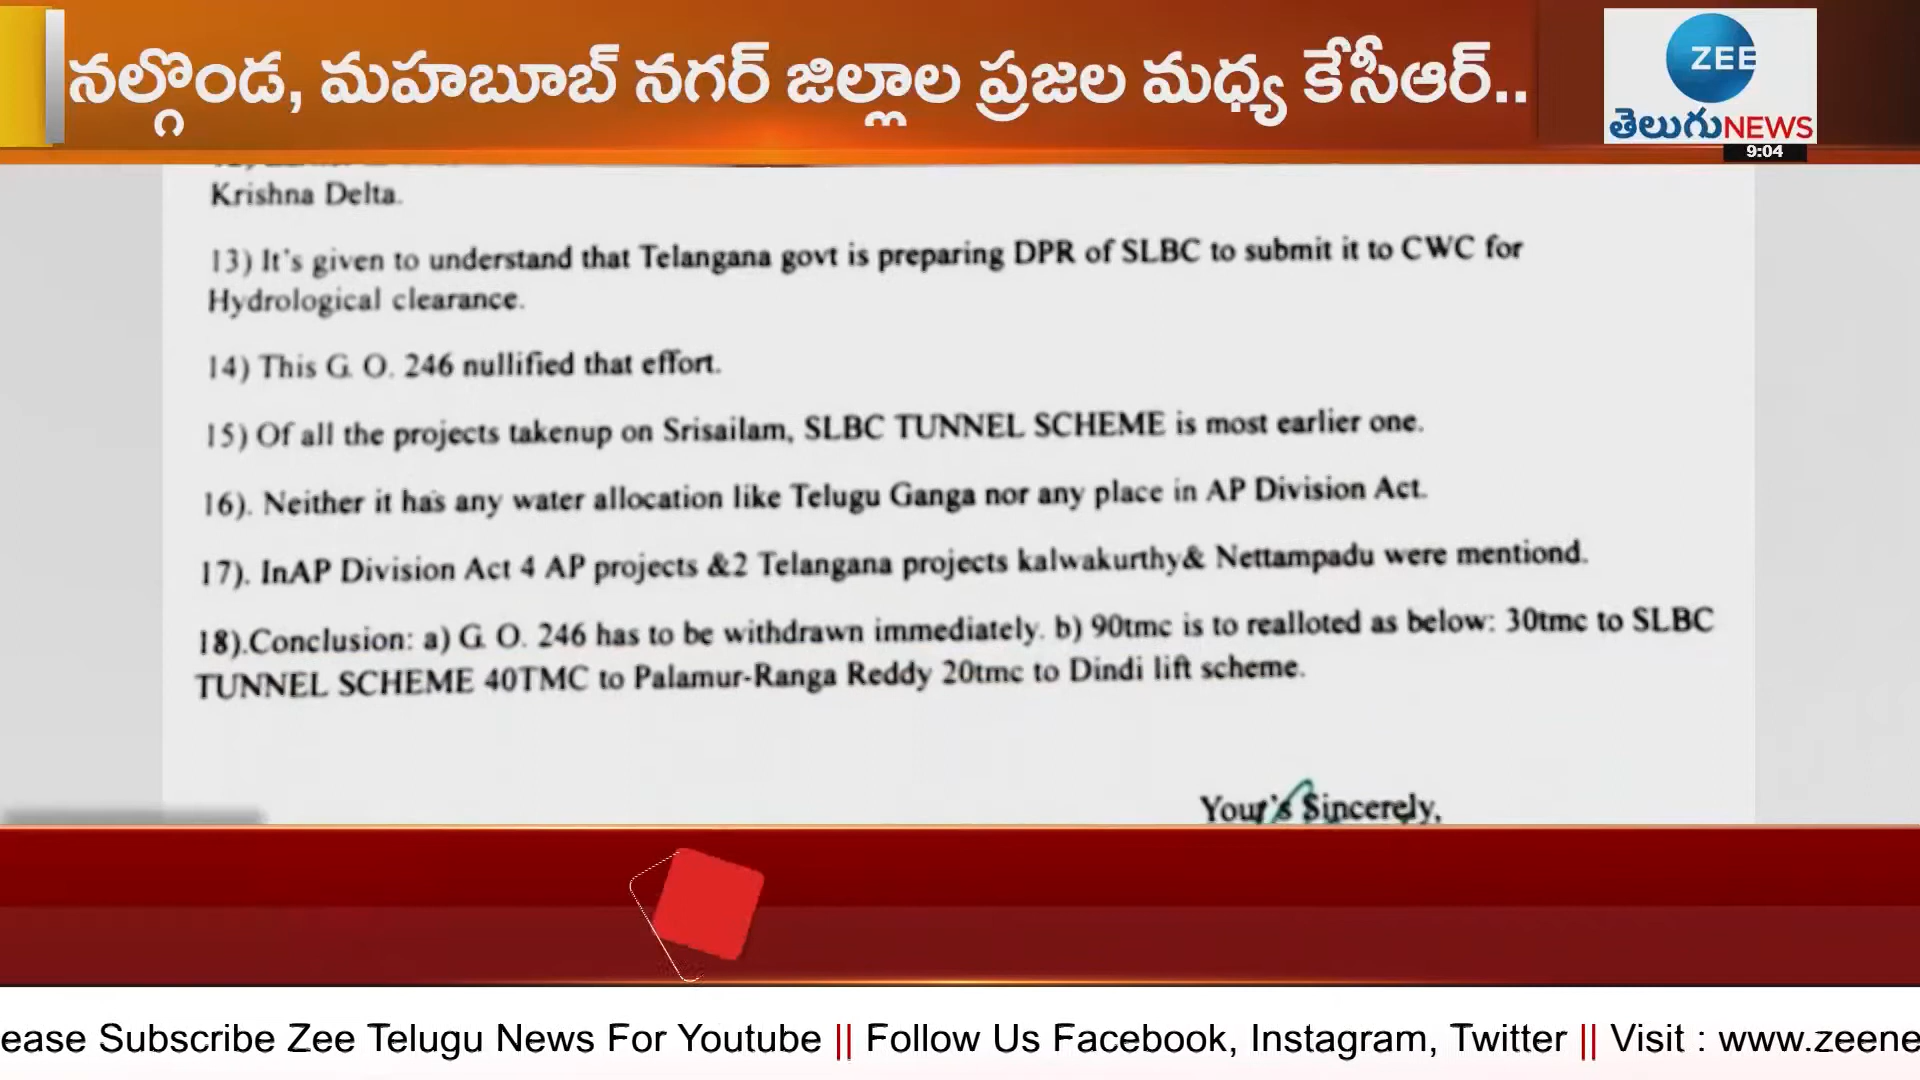 నల్గొండ, మహబూబ్ నగర్ జిల్లాల ప్రజల మధ్య కేసీఆర్..
ZEE
తెలుగు NEWS
9:04
Krishna Delta.
13) It's given to understand that Telangana govt is preparing DPR of SLBC to submit it to CWC for
Hydrological clearance.
14) This G. O. 246 nullified that effort.
15) Of all the projects takenup on Srisailam, SLBC TUNNEL SCHEME is most earlier one.
16). Neither it has any water allocation like Telugu Ganga nor any place in AP Division Act.
17). InAP Division Act 4 AP projects &2 Telangana projects kalwakurthy& Nettampadu were mentiond.
18).Conclusion: a) G. O. 246 has to be withdrawn immediately. b) 90tmc is to realloted as below: 30tmc to SLBC
TUNNEL SCHEME 40TMC to Palamur-Ranga Reddy 20tmc to Dindi lift scheme.
Your's Sincerely,
ease Subscribe Zee Telugu News For Youtube || Follow Us Facebook, Instagram, Twitter || Visit : www.zeene